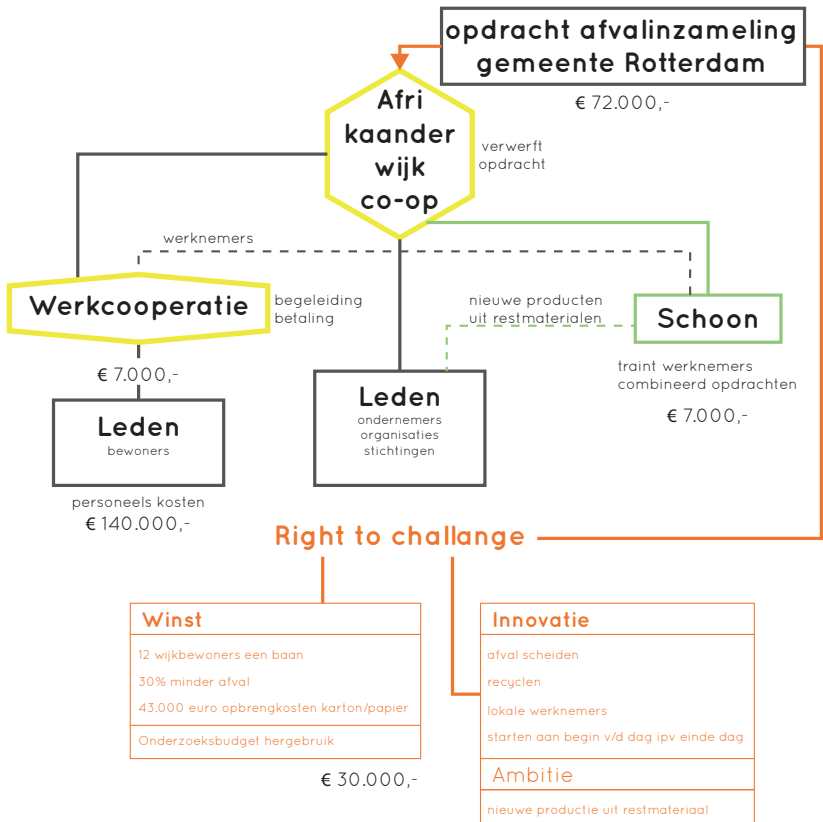 opdracht afvalinzameling
gemeente Rotterdam
€ 72.000,-
Afri
kaander
wijk
co-op
verwerft
opdracht
werknemers
Werkcooperatie
begeleiding
betaling
nieuwe producten
uit restmaterialen
Schoon
traint werknemers
combineerd opdrachten
€ 7.000,-
€ 7.000,-
Leden
bewoners
personeels kosten
€ 140.000,-
Leden
ondernemers
organisaties
stichtingen
Right to challange
Winst
12 wijkbewoners een baan
30% minder afval
43.000 euro opbrengkosten karton/papier
Onderzoeksbudget hergebruik
€ 30.000,-
Innovatie
afval scheiden
recyclen
lokale werknemers
starten aan begin v/d dag ipv einde dag
Ambitie
nieuwe productie uit restmateriaal